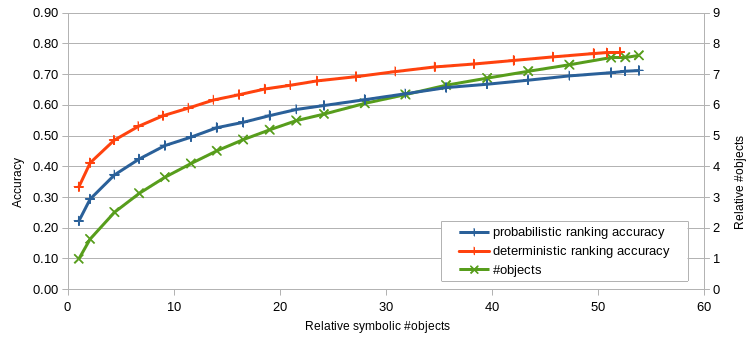 0.90
0.80
0.70
0.60
0.50
0.40
0.30
0.20
0.10
0.00
Accuracy
9
8
7
6
5
4
3
2
1
0
Relative #objects
probabilistic ranking accuracy
deterministic ranking accuracy
#objects
0 10 20 30 40 50 60
Relative symbolic #objects